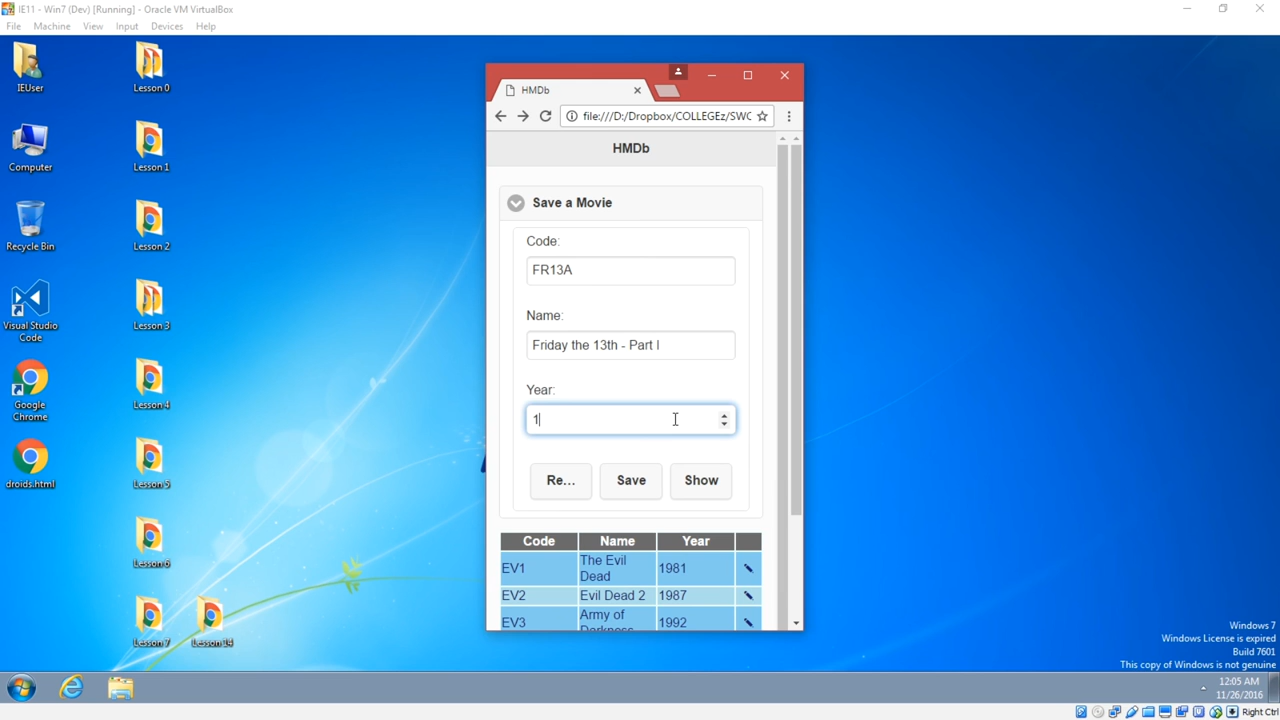 IE11 - Win7 (Dev) [Running] - Oracle VM VirtualBox
File Machine View Input Devices Help
IEUser
Lesson 0
Computer
Lesson 1
Recycle Bin
Lesson 2
Visual Studio Code
Lesson 3
Google Chrome
Lesson 4
droids.html
Lesson 5
Lesson 6
Lesson 7
Lesson 14
HMDb
file:///D:/Dropbox/COLLEGEz/SWC
HMDb
Save a Movie
Code:
FR13A
Name:
Friday the 13th - Part I
Year:
1
Re... Save Show
Code Name Year
EV1 The Evil Dead 1981
EV2 Evil Dead 2 1987
EV3 Army of Darkness 1992
Windows 7
Windows License is expired
Build 7601
This copy of Windows is not genuine
12:05 AM
11/26/2016
Right Ctrl